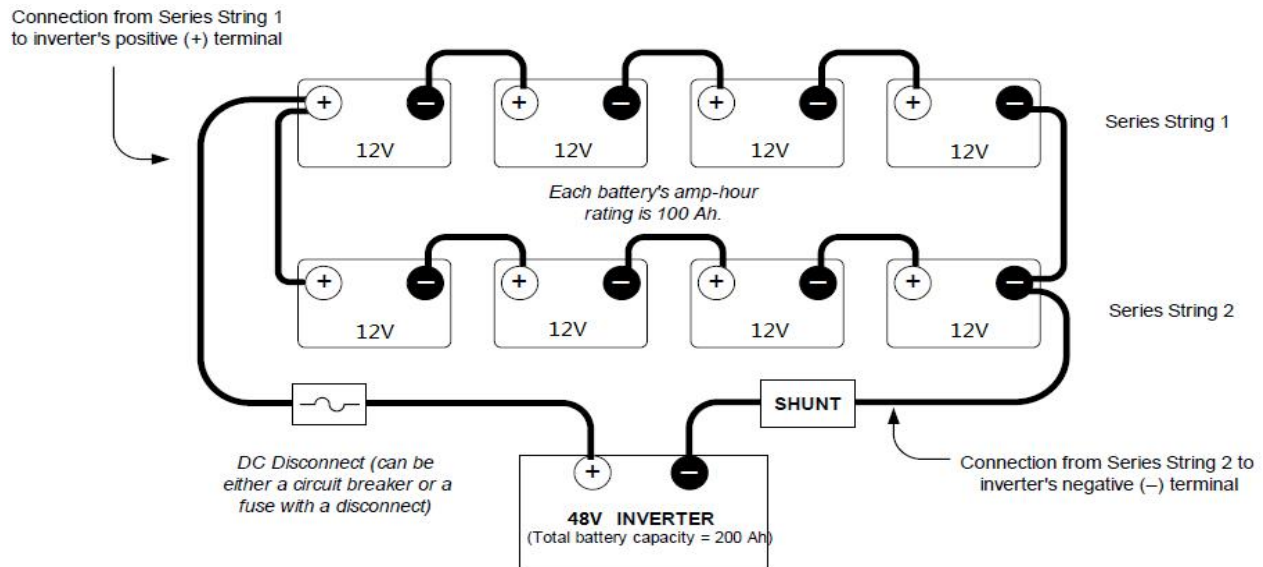 Connection from Series String 1
to inverter's positive (+) terminal
+ – + – + – + –
12V 12V 12V 12V
Series String 1
Each battery's amp-hour
rating is 100 Ah.
+ – + – + – + –
12V 12V 12V 12V
Series String 2
SHUNT
DC Disconnect (can be
either a circuit breaker or a
fuse with a disconnect)
+ –
48V INVERTER
(Total battery capacity = 200 Ah)
Connection from Series String 2 to
inverter's negative (–) terminal